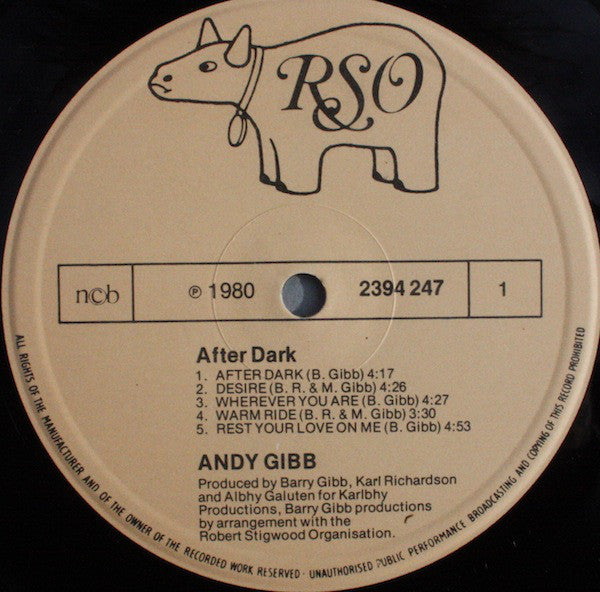 RSO
ncb ℗ 1980 2394 247 1
After Dark
1. AFTER DARK (B. Gibb) 4:17
2. DESIRE (B. R. & M. Gibb) 4:26
3. WHEREVER YOU ARE (B. Gibb) 4:27
4. WARM RIDE (B. R. & M. Gibb) 3:30
5. REST YOUR LOVE ON ME (B. Gibb) 4:53
ANDY GIBB
Produced by Barry Gibb, Karl Richardson
and Albhy Galuten for Karlbhy
Productions, Barry Gibb productions
by arrangement with the
Robert Stigwood Organisation.
ALL RIGHTS OF THE MANUFACTURER AND OF THE OWNER OF THE RECORDED WORK RESERVED · UNAUTHORISED PUBLIC PERFORMANCE BROADCASTING AND COPYING OF THIS RECORD PROHIBITED